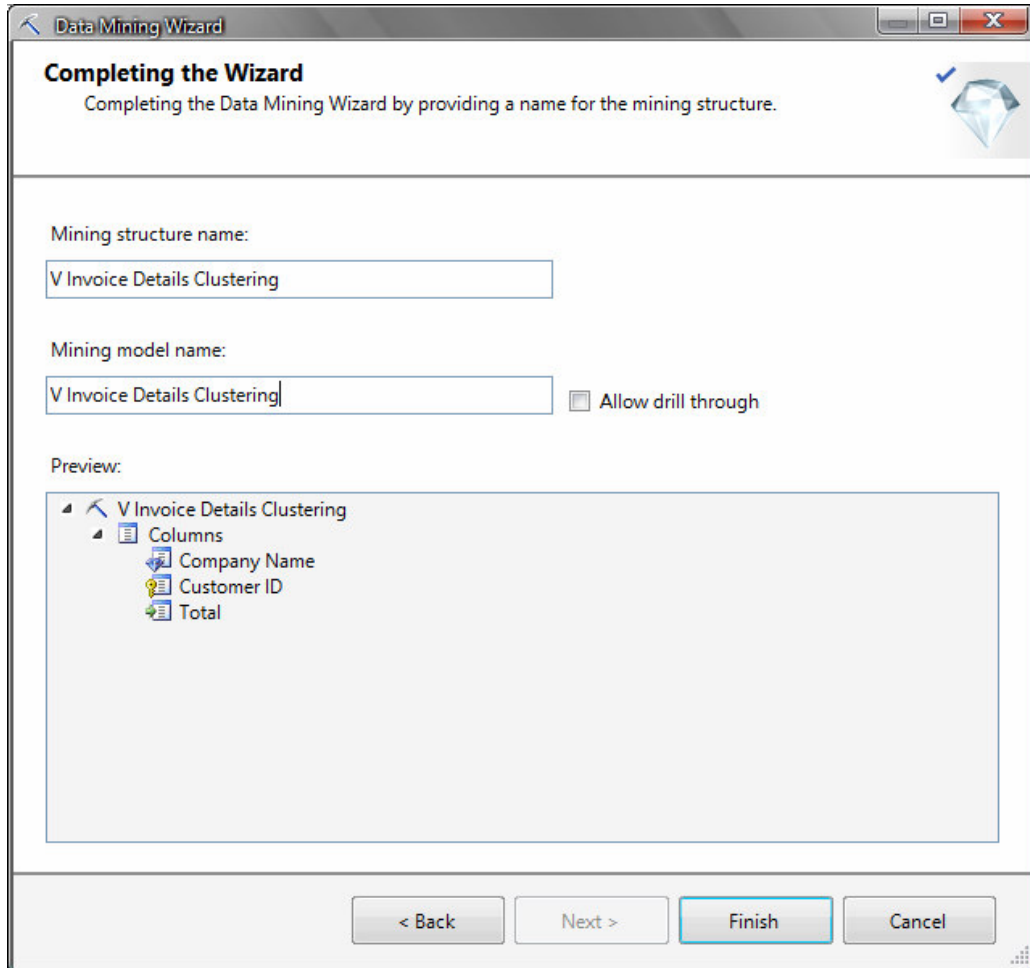 Data Mining Wizard
Completing the Wizard
Completing the Data Mining Wizard by providing a name for the mining structure.
Mining structure name:
V Invoice Details Clustering
Mining model name:
V Invoice Details Clustering
Allow drill through
Preview:
V Invoice Details Clustering
Columns
Company Name
Customer ID
Total
< Back
Next >
Finish
Cancel